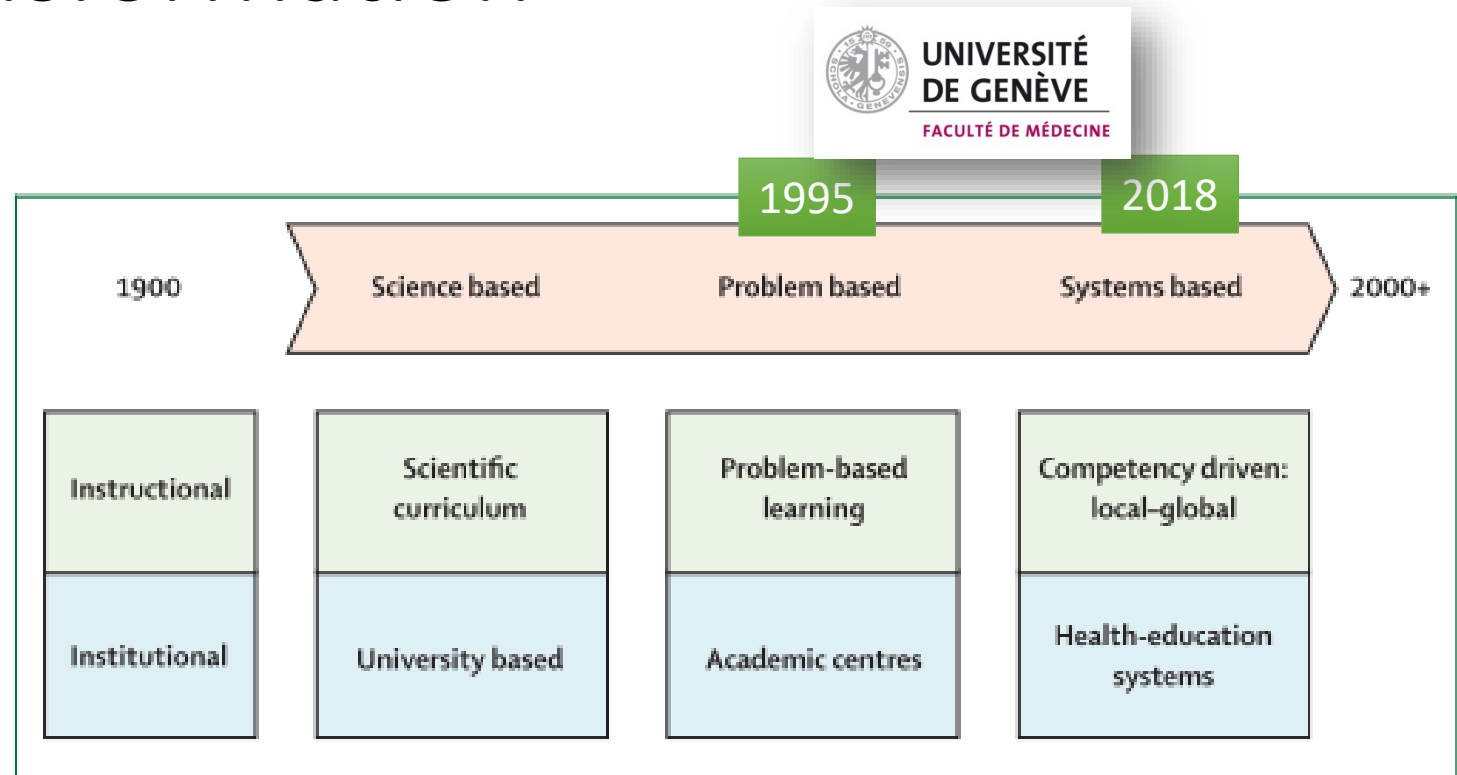 UNIVERSITÉ
DE GENÈVE
FACULTÉ DE MÉDECINE
1995
2018
1900
Science based
Problem based
Systems based
2000+
Instructional
Scientific
curriculum
Problem-based
learning
Competency driven:
local–global
Institutional
University based
Academic centres
Health-education
systems